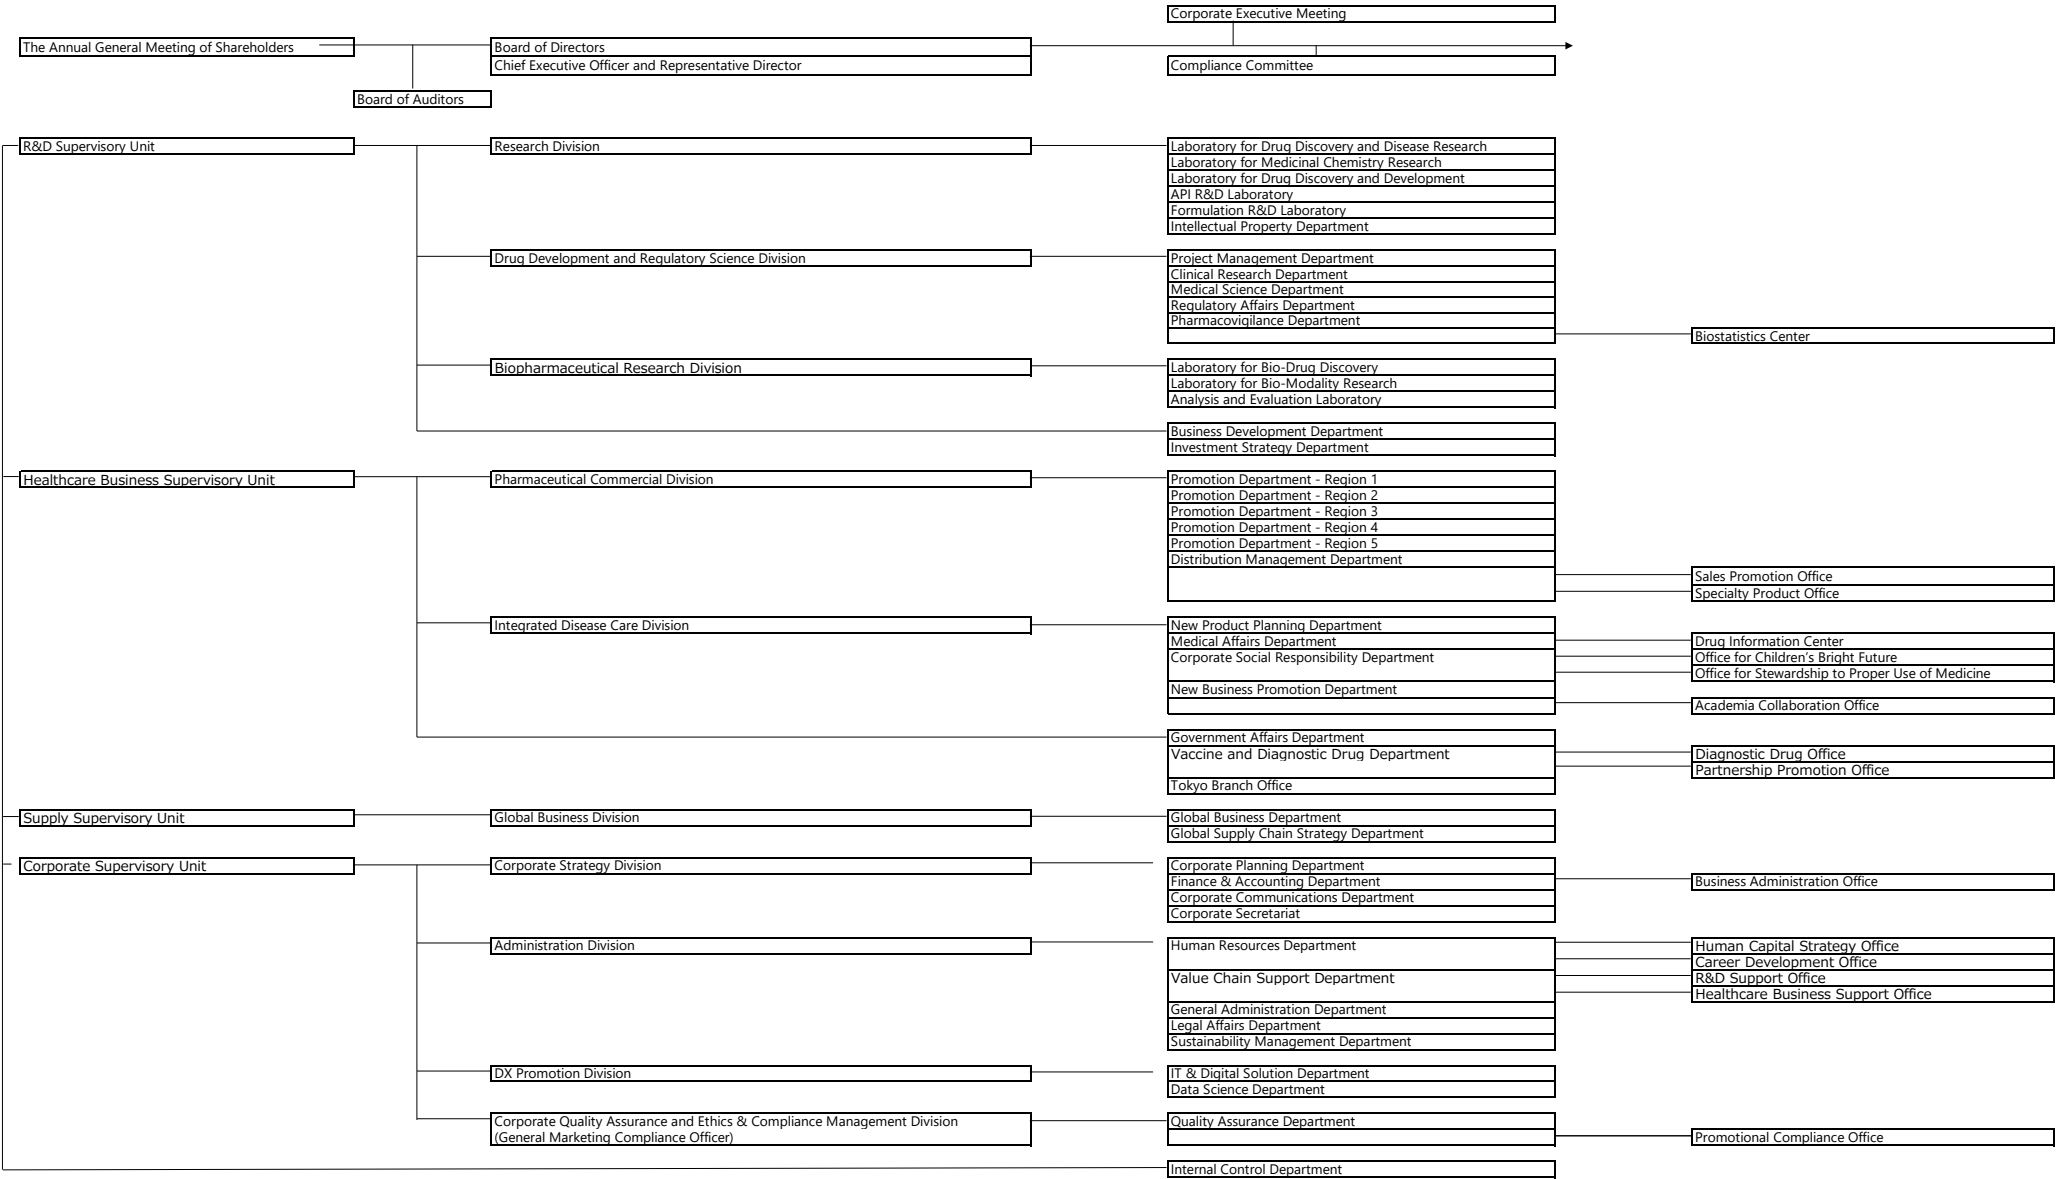 Corporate Executive Meeting
The Annual General Meeting of Shareholders
Board of Directors
Chief Executive Officer and Representative Director
Compliance Committee
Board of Auditors
R&D Supervisory Unit
Research Division
Laboratory for Drug Discovery and Disease Research
Laboratory for Medicinal Chemistry Research
Laboratory for Drug Discovery and Development
API R&D Laboratory
Formulation R&D Laboratory
Intellectual Property Department
Drug Development and Regulatory Science Division
Project Management Department
Clinical Research Department
Medical Science Department
Regulatory Affairs Department
Pharmacovigilance Department
Biostatistics Center
Biopharmaceutical Research Division
Laboratory for Bio-Drug Discovery
Laboratory for Bio-Modality Research
Analysis and Evaluation Laboratory
Business Development Department
Investment Strategy Department
Healthcare Business Supervisory Unit
Pharmaceutical Commercial Division
Promotion Department - Region 1
Promotion Department - Region 2
Promotion Department - Region 3
Promotion Department - Region 4
Promotion Department - Region 5
Distribution Management Department
Sales Promotion Office
Specialty Product Office
Integrated Disease Care Division
New Product Planning Department
Medical Affairs Department
Drug Information Center
Corporate Social Responsibility Department
Office for Children's Bright Future
Office for Stewardship to Proper Use of Medicine
New Business Promotion Department
Academia Collaboration Office
Government Affairs Department
Vaccine and Diagnostic Drug Department
Diagnostic Drug Office
Partnership Promotion Office
Tokyo Branch Office
Supply Supervisory Unit
Global Business Division
Global Business Department
Global Supply Chain Strategy Department
Corporate Supervisory Unit
Corporate Strategy Division
Corporate Planning Department
Finance & Accounting Department
Business Administration Office
Corporate Communications Department
Corporate Secretariat
Administration Division
Human Resources Department
Human Capital Strategy Office
Career Development Office
Value Chain Support Department
R&D Support Office
Healthcare Business Support Office
General Administration Department
Legal Affairs Department
Sustainability Management Department
DX Promotion Division
IT & Digital Solution Department
Data Science Department
Corporate Quality Assurance and Ethics & Compliance Management Division
(General Marketing Compliance Officer)
Quality Assurance Department
Promotional Compliance Office
Internal Control Department